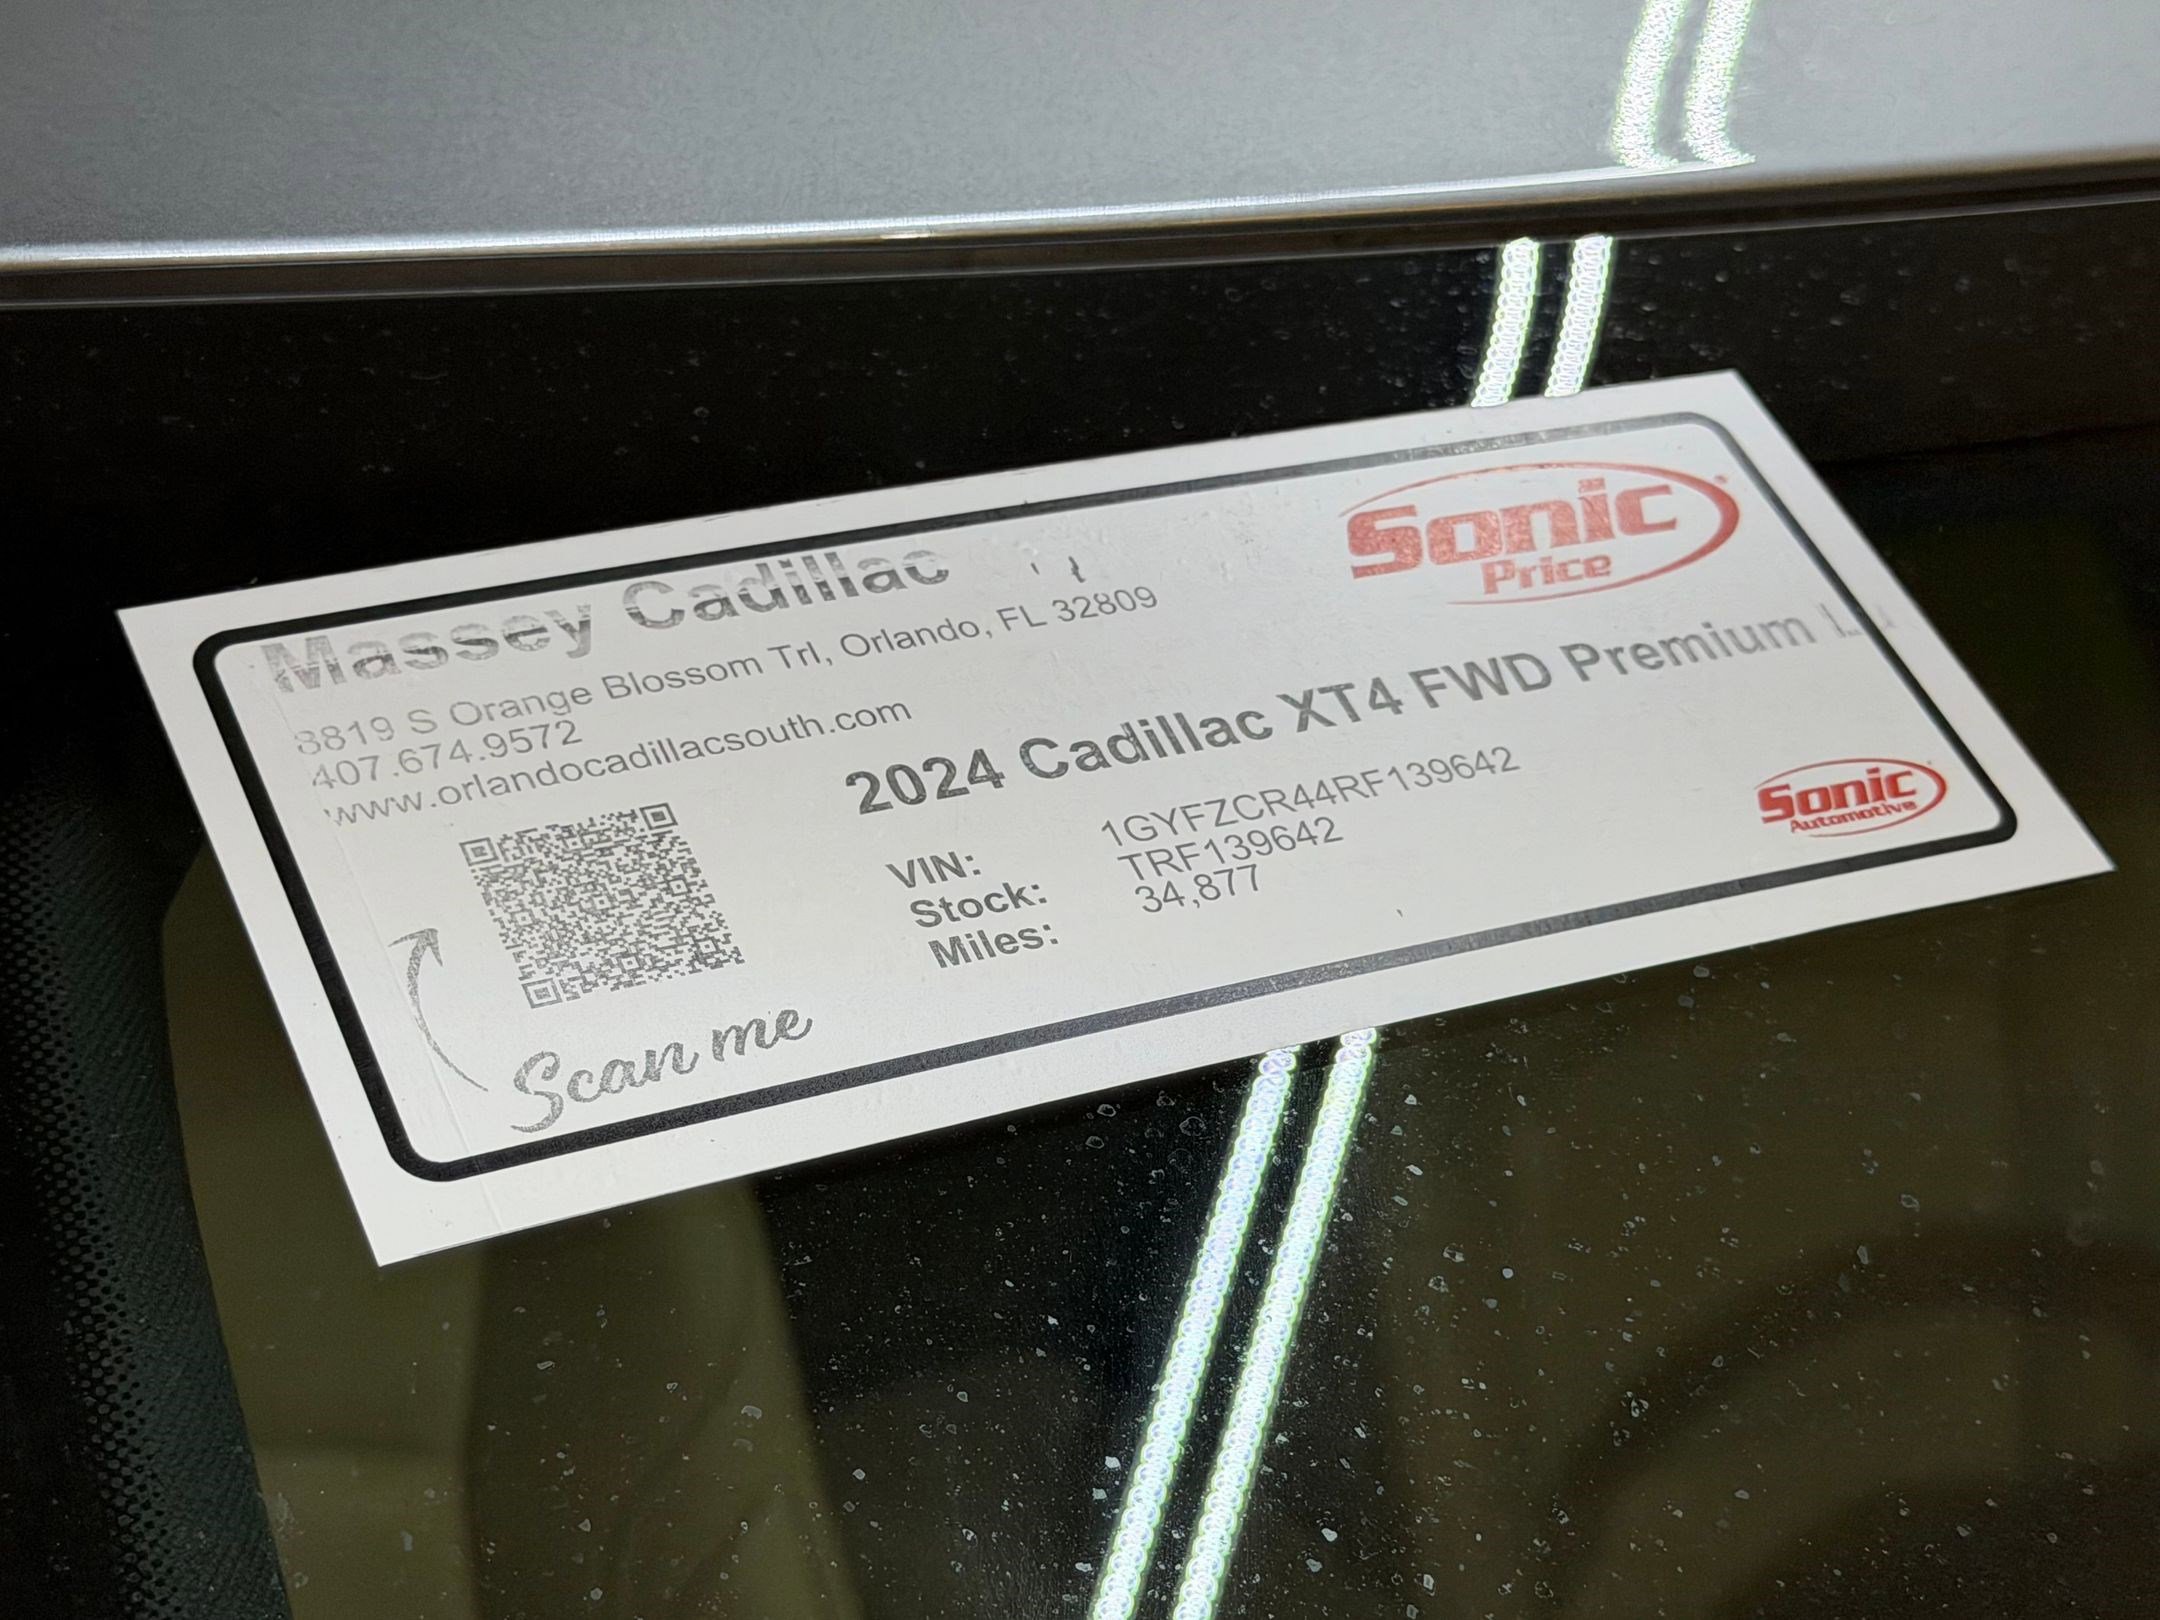 Massey Cadillac
8819 S Orange Blossom Trl, Orlando, FL 32809
407.674.9572
www.orlandocadillacsouth.com
Scan me
Sonic
Price
2024 Cadillac XT4 FWD Premium
VIN: 1GYFZCR44RF139642
Stock: TRF139642
Miles: 34,877
Sonic
Automotive